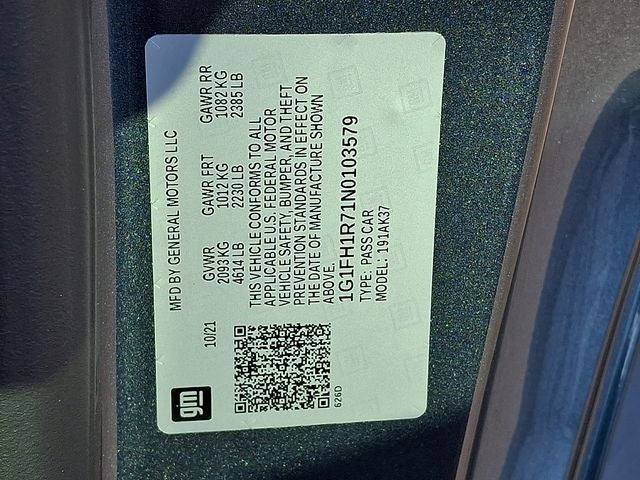 gm
MFD BY GENERAL MOTORS LLC
10/21
GVWR GAWR FRT GAWR RR
2093 KG 1012 KG 1082 KG
4614 LB 2230 LB 2385 LB
THIS VEHICLE CONFORMS TO ALL
APPLICABLE U.S. FEDERAL MOTOR
VEHICLE SAFETY, BUMPER, AND THEFT
PREVENTION STANDARDS IN EFFECT ON
THE DATE OF MANUFACTURE SHOWN
ABOVE.
1G1FH1R71N0103579
TYPE: PASS CAR
MODEL: 191AK37
626D